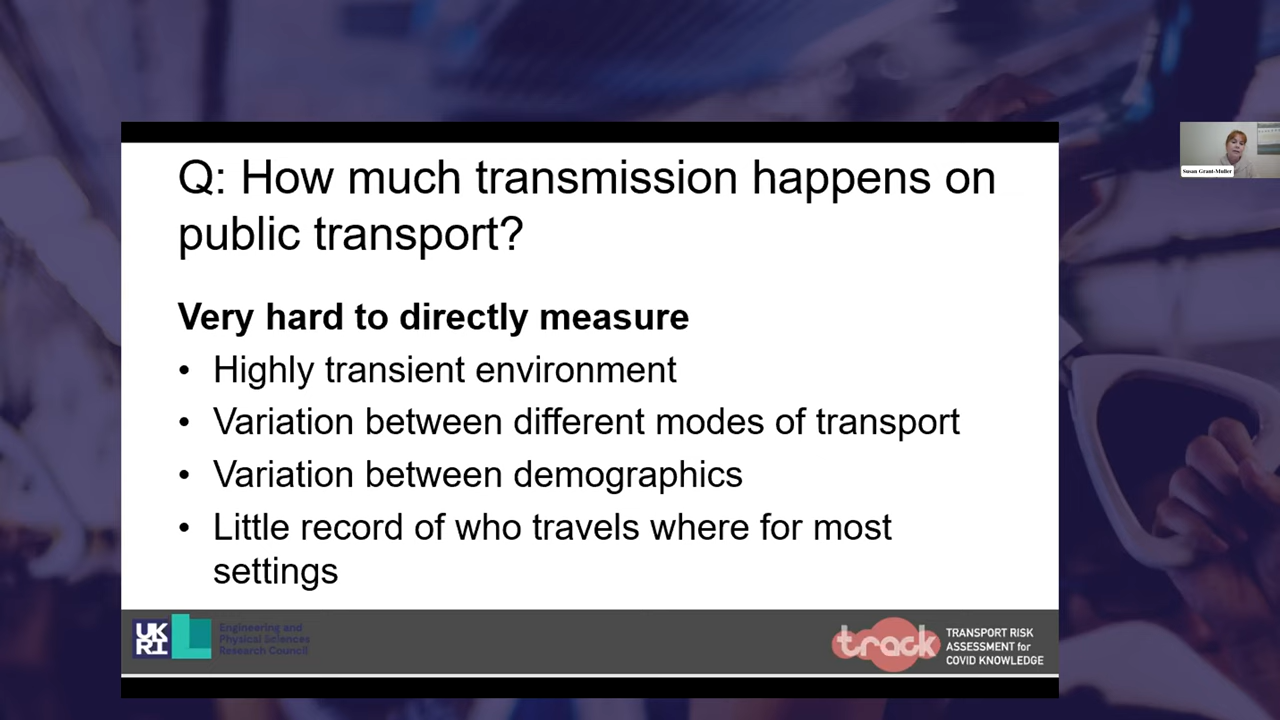 Q: How much transmission happens on
public transport?
Very hard to directly measure
• Highly transient environment
• Variation between different modes of transport
• Variation between demographics
• Little record of who travels where for most
settings
UK
RI
Engineering and
Physical Sciences
Research Council
track
TRANSPORT RISK
ASSESSMENT for
COVID KNOWLEDGE
Susan Grant-Muller